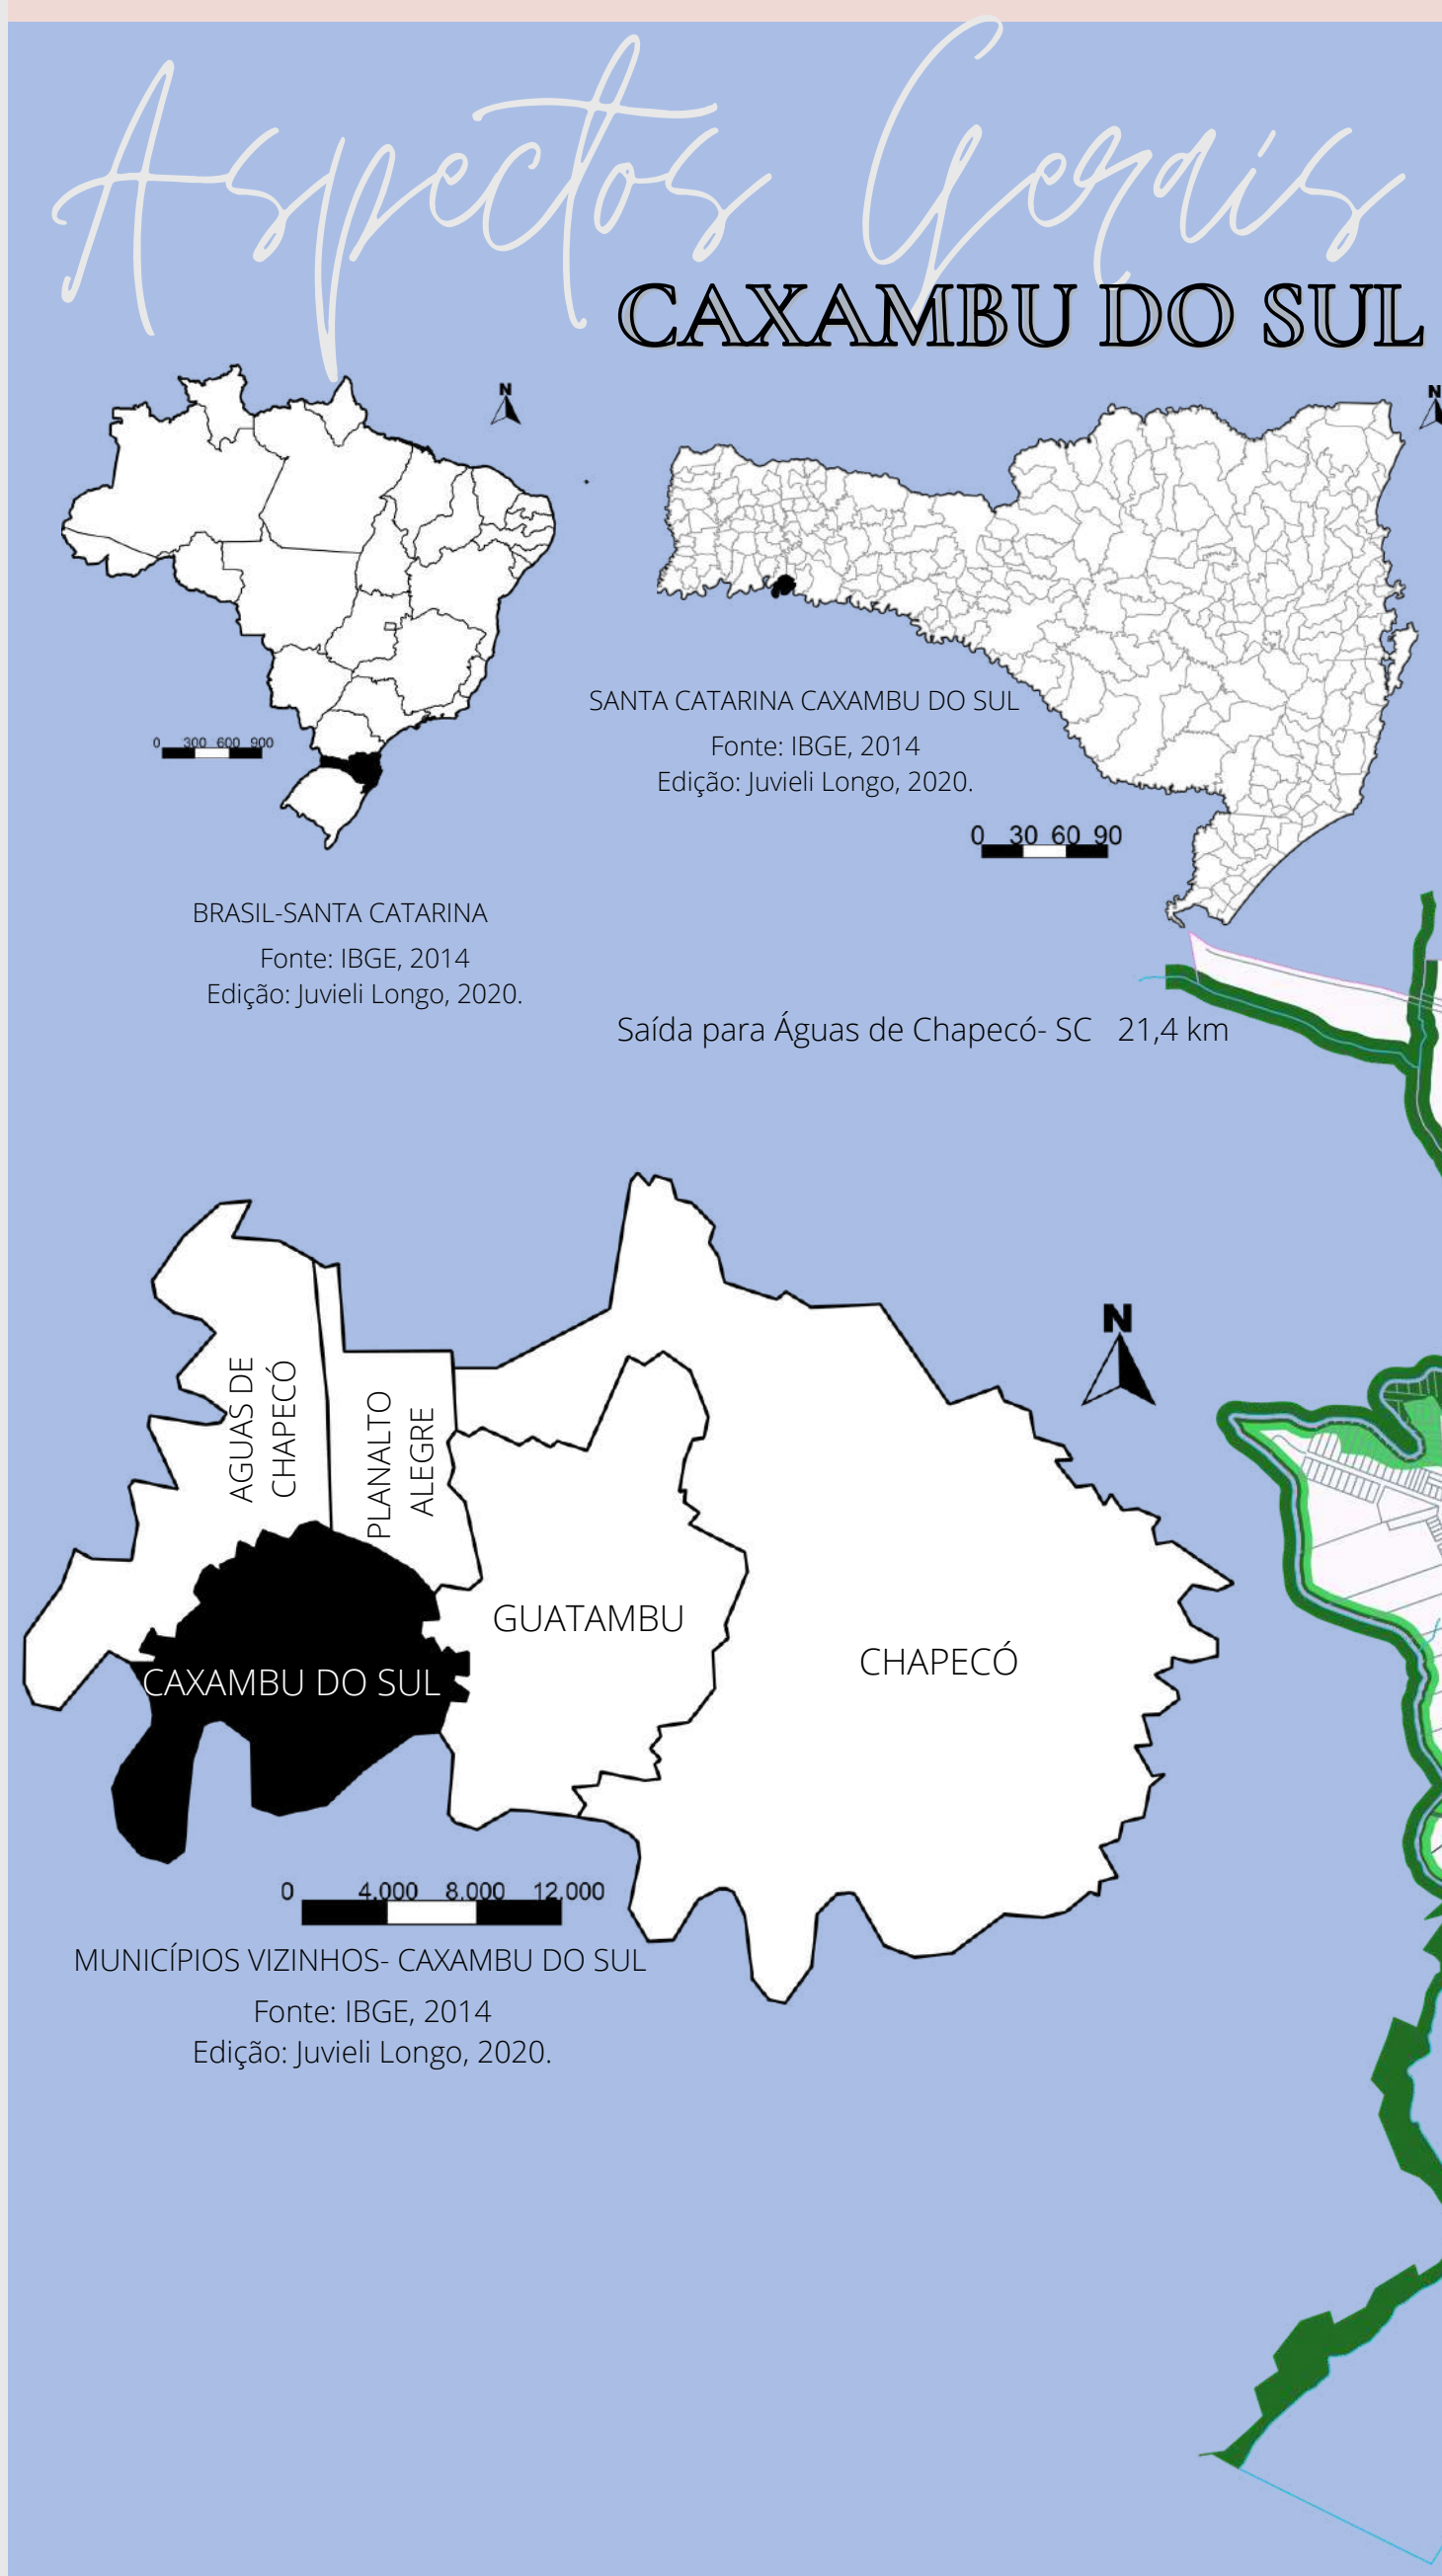 Aspectos Gerais
CAXAMBU DO SUL
N
N
0 300 600 900
SANTA CATARINA CAXAMBU DO SUL
Fonte: IBGE, 2014
Edição: Juvieli Longo, 2020.
0 30 60 90
BRASIL-SANTA CATARINA
Fonte: IBGE, 2014
Edição: Juvieli Longo, 2020.
Saída para Águas de Chapecó- SC 21,4 km
N
AGUAS DE
CHAPECÓ
PLANALTO
ALEGRE
GUATAMBU
CHAPECÓ
CAXAMBU DO SUL
0 4,000 8,000 12,000
MUNICÍPIOS VIZINHOS- CAXAMBU DO SUL
Fonte: IBGE, 2014
Edição: Juvieli Longo, 2020.